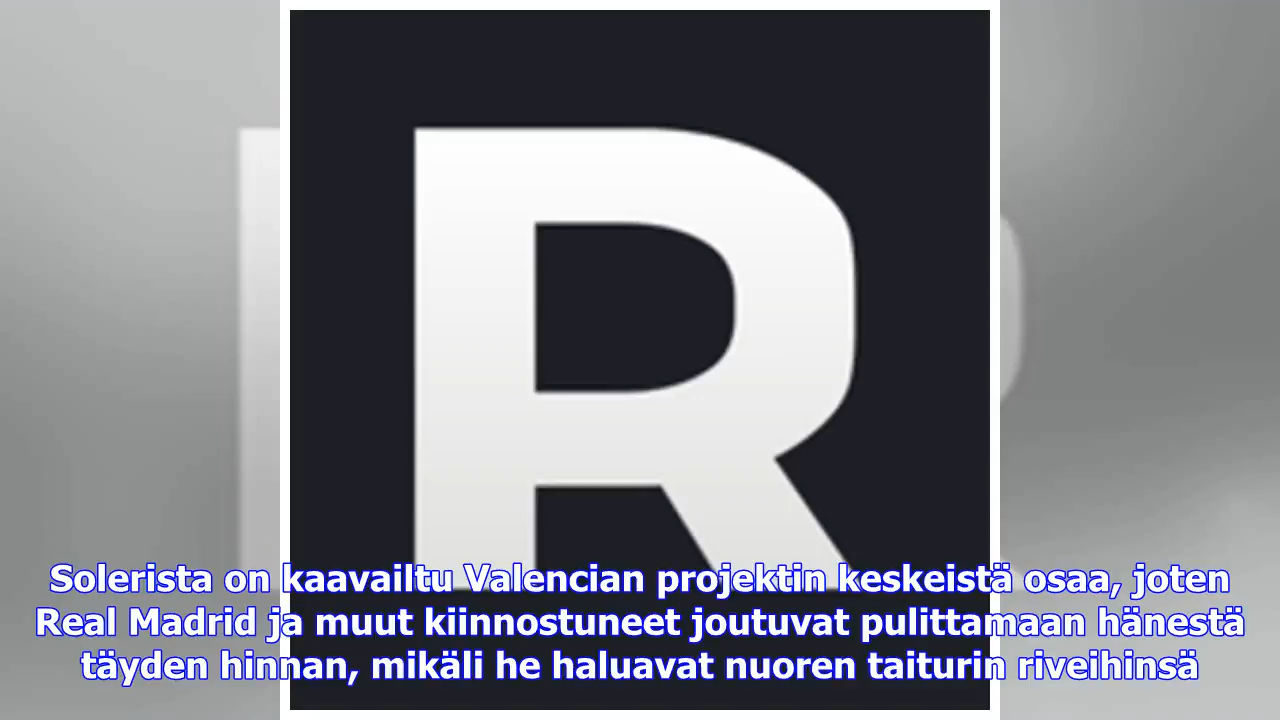 R
Solerista on kaavailtu Valencian projektin keskeistä osaa, joten
Real Madrid ja muut kiinnostuneet joutuvat pulittamaan hänestä
täyden hinnan, mikäli he haluavat nuoren taiturin riveihinsä